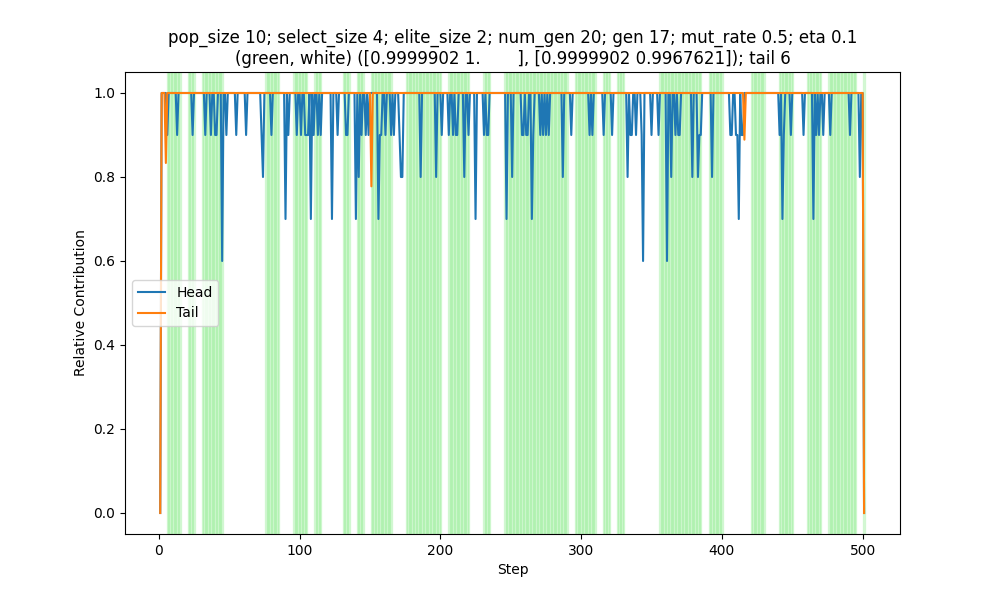 pop_size 10; select_size 4; elite_size 2; num_gen 20; gen 17; mut_rate 0.5; eta 0.1
(green, white) ([0.9999902 1.        ], [0.9999902 0.9967621]); tail 6
1.0
0.8
0.6
0.4
0.2
0.0
Relative Contribution
Head
Tail
0 100 200 300 400 500
Step